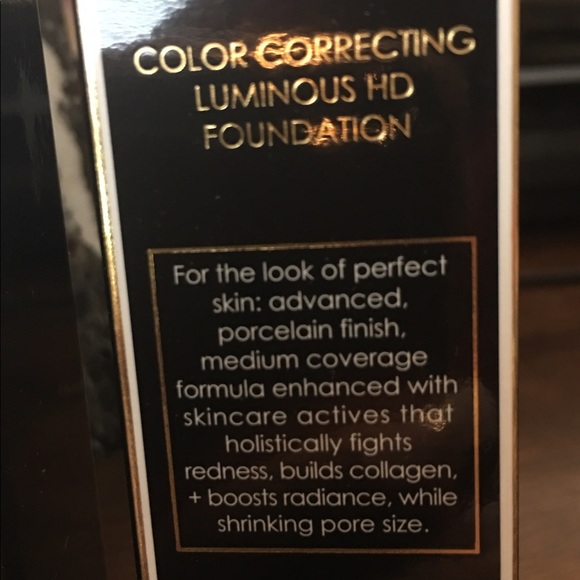 COLOR CORRECTING
LUMINOUS HD
FOUNDATION
For the look of perfect
skin: advanced,
porcelain finish,
medium coverage
formula enhanced with
skincare actives that
holistically fights
redness, builds collagen,
+ boosts radiance, while
shrinking pore size.